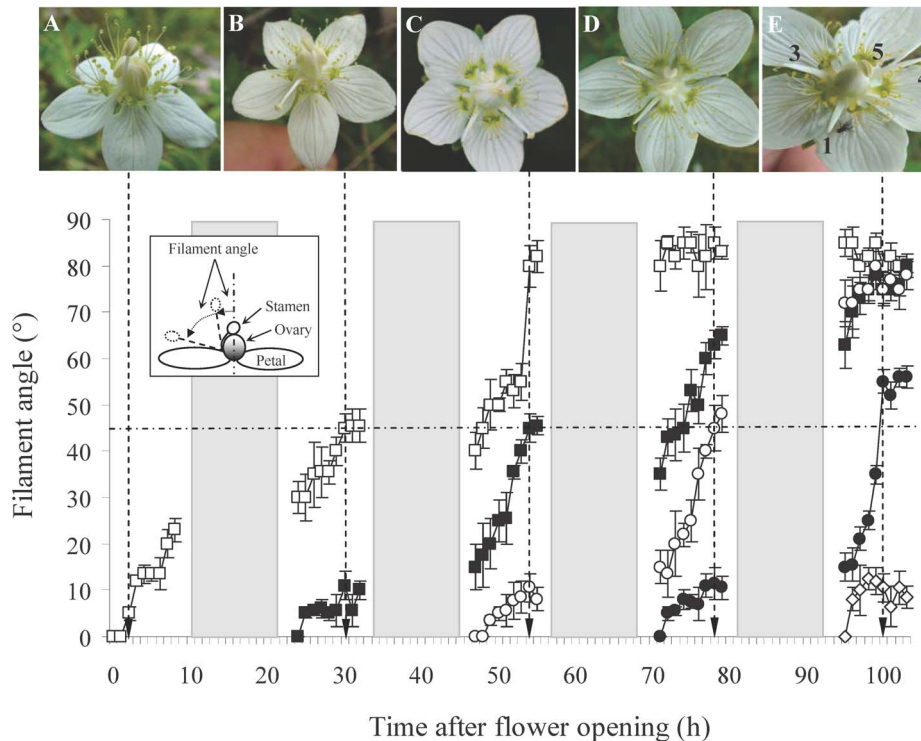 A B C D E
3 5
1
90
80
70
60
50
40
30
20
10
0
Filament angle (°)
Filament angle
Stamen
Ovary
Petal
0 10 20 30 40 50 60 70 80 90 100
Time after flower opening (h)